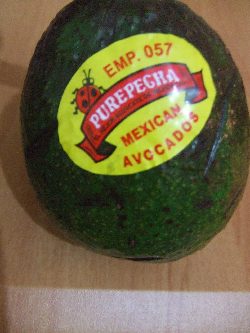 EMP. 057
PUREPECHA
MEXICAN
AVOCADOS